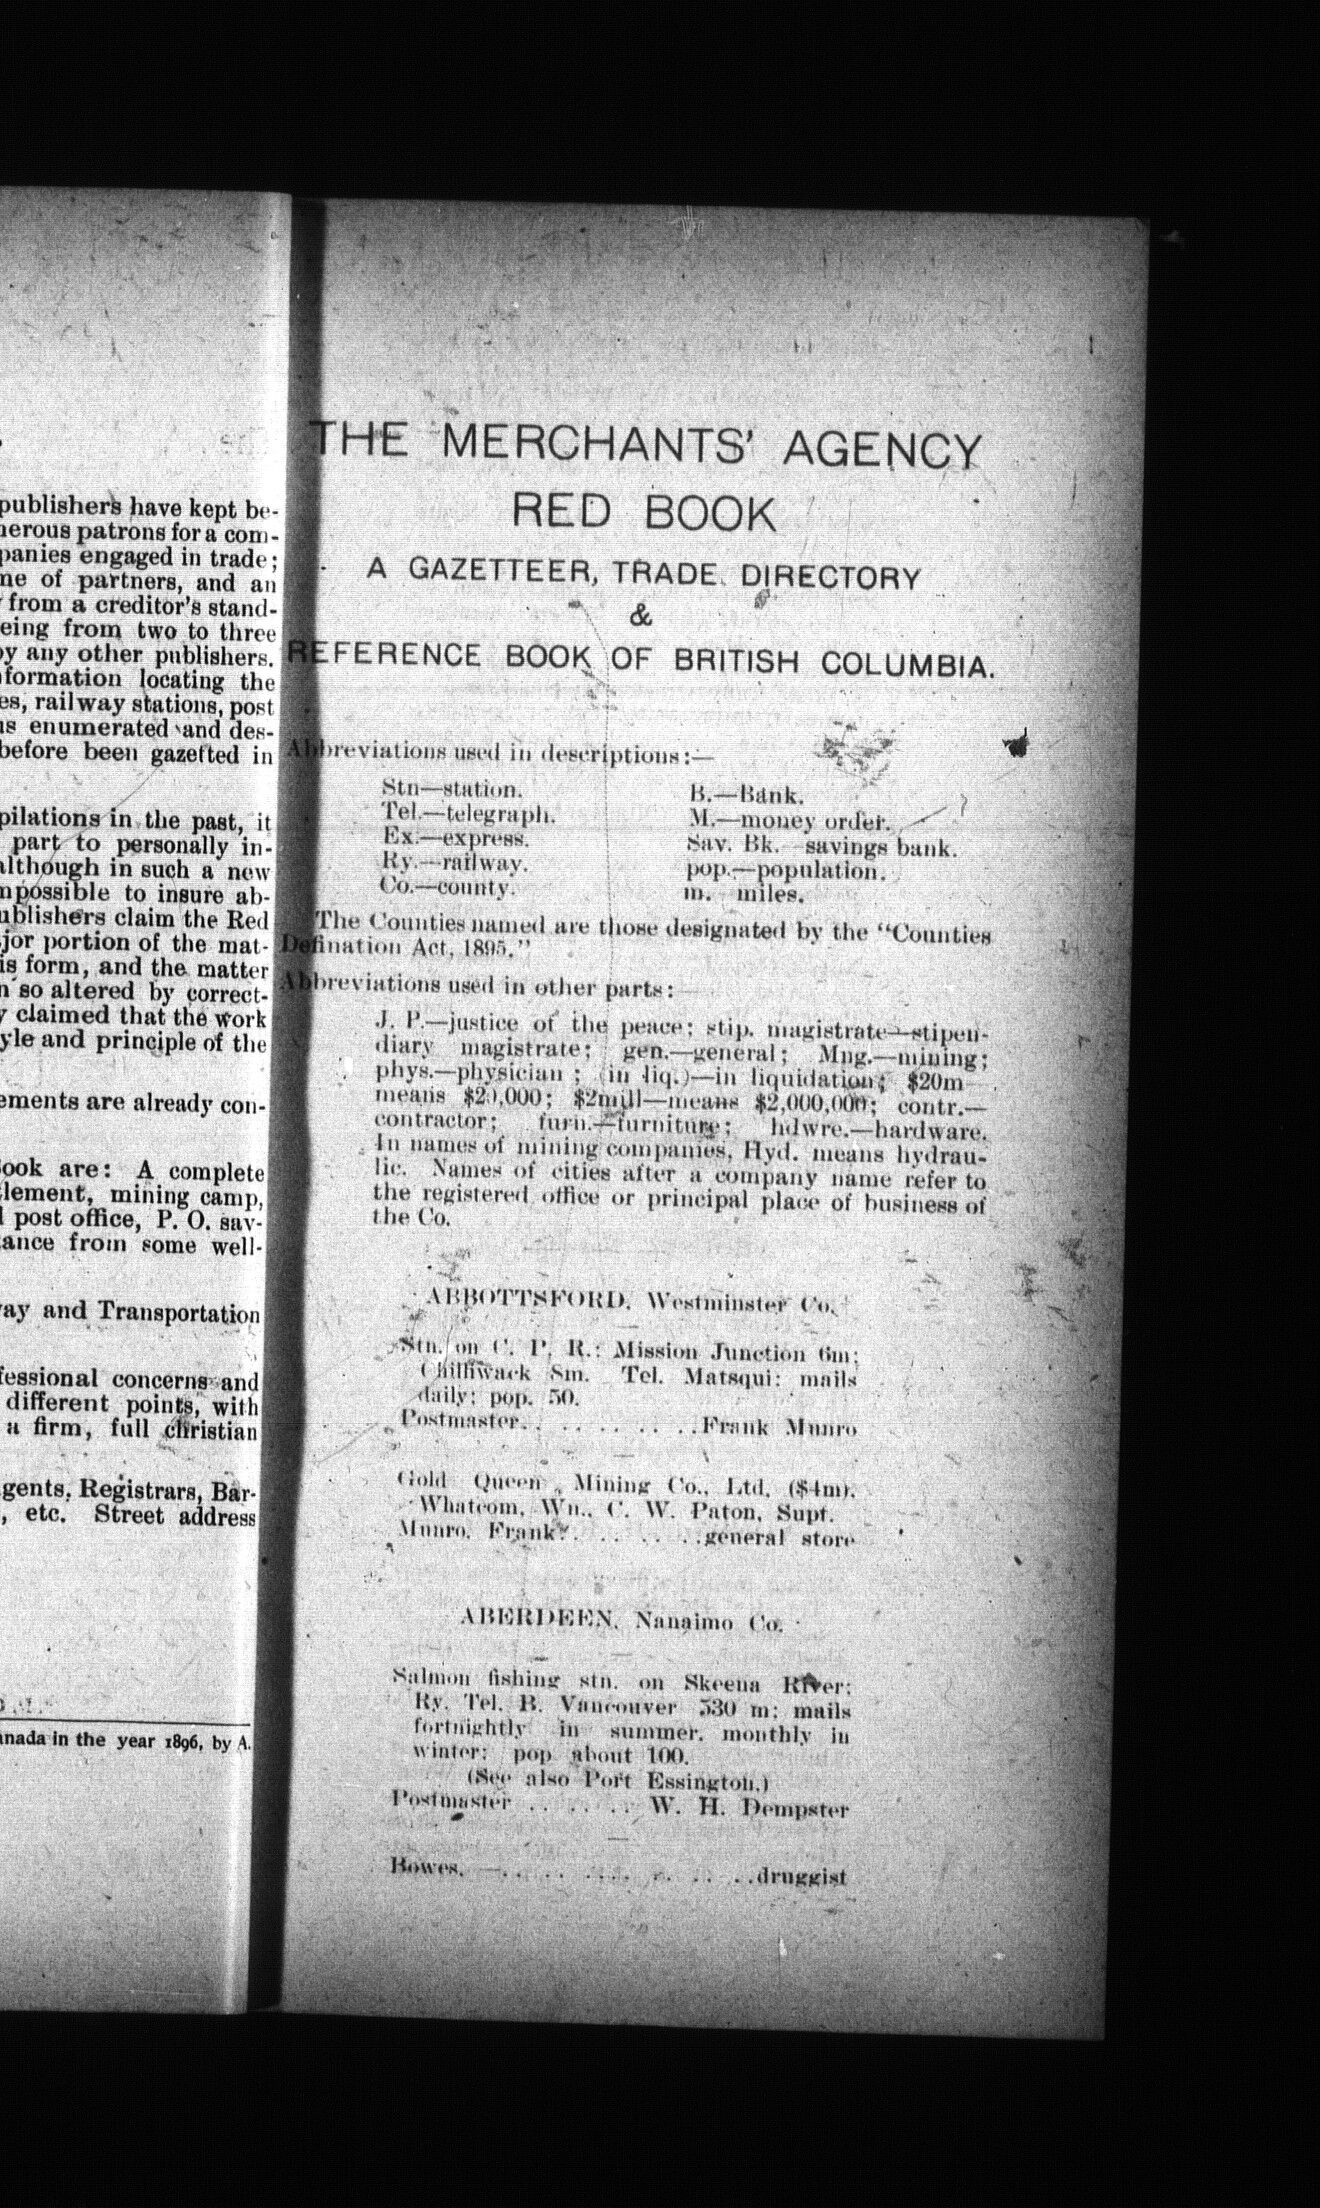 publishers have kept be-
nerous patrons for a com-
panies engaged in trade;
me of partners, and an
from a creditor's stand-
eing from two to three
by any other publishers.
formation locating the
es, railway stations, post
us enumerated and des-
before been gazetted in
pilations in the past, it
part to personally in-
although in such a new
mpossible to insure ab-
ublishers claim the Red
jor portion of the mat-
is form, and the matter
n so altered by correct-
y claimed that the work
yle and principle of the
ements are already con-
Book are: A complete
tlement, mining camp,
l post office, P. O. sav-
tance from some well-
ay and Transportation
fessional concerns and
different points, with
a firm, full christian
gents, Registrars, Bar-
, etc. Street address
anada in the year 1896, by A.
THE MERCHANTS' AGENCY
RED BOOK
A GAZETTEER, TRADE DIRECTORY
&
REFERENCE BOOK OF BRITISH COLUMBIA.
Abbreviations used in descriptions:—
Stn—station.
Tel.—telegraph.
Ex.—express.
Ry.—railway.
Co.—county.
B.—Bank.
M.—money order.
Sav. Bk.—savings bank.
pop.—population.
m.—miles.
The Counties named are those designated by the "Counties
Defination Act, 1895."
Abbreviations used in other parts:—
J. P.—justice of the peace; stip. magistrate—stipen-
diary magistrate; gen.—general; Mng.—mining;
phys.—physician; (in liq.)—in liquidation; $20m—
means $20,000; $2mill—means $2,000,000; contr.—
contractor; furn.—furniture; hdwre.—hardware.
In names of mining companies, Hyd. means hydrau-
lic. Names of cities after a company name refer to
the registered office or principal place of business of
the Co.
ABBOTTSFORD, Westminster Co.
Stn. on C. P. R.; Mission Junction 6m;
Chilliwack Sm. Tel. Matsqui; mails
daily; pop. 50.
Postmaster.. .. .. .. ..Frank Munro
Gold Queen Mining Co., Ltd, ($4m),
Whatcom, Wn., C. W. Paton, Supt.
Munro, Frank.. .. .. ..general store
ABERDEEN, Nanaimo Co.
Salmon fishing stn. on Skeena River;
Ry. Tel. B. Vancouver 530 m; mails
fortnightly in summer, monthly in
winter; pop about 100.
(See also Port Essington.)
Postmaster .. .. .. W. H. Dempster
Bowes, —.. .. .. .. .. .. ..druggist